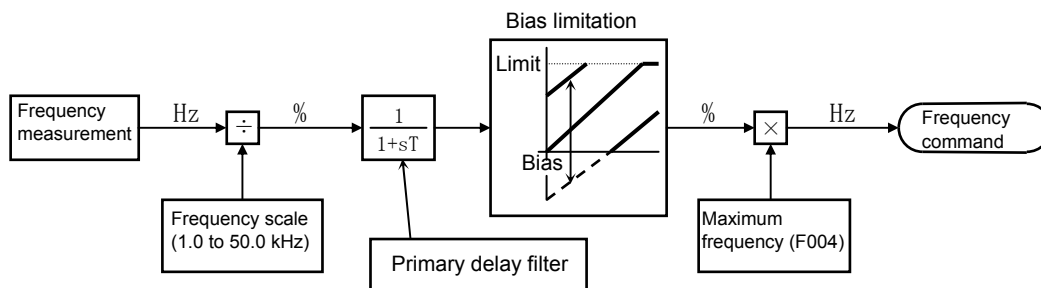 Bias limitation
Limit
Bias
Frequency
measurement
Hz
÷
%
1
1+sT
%
×
Hz
Frequency
command
Frequency scale
(1.0 to 50.0 kHz)
Primary delay filter
Maximum
frequency (F004)